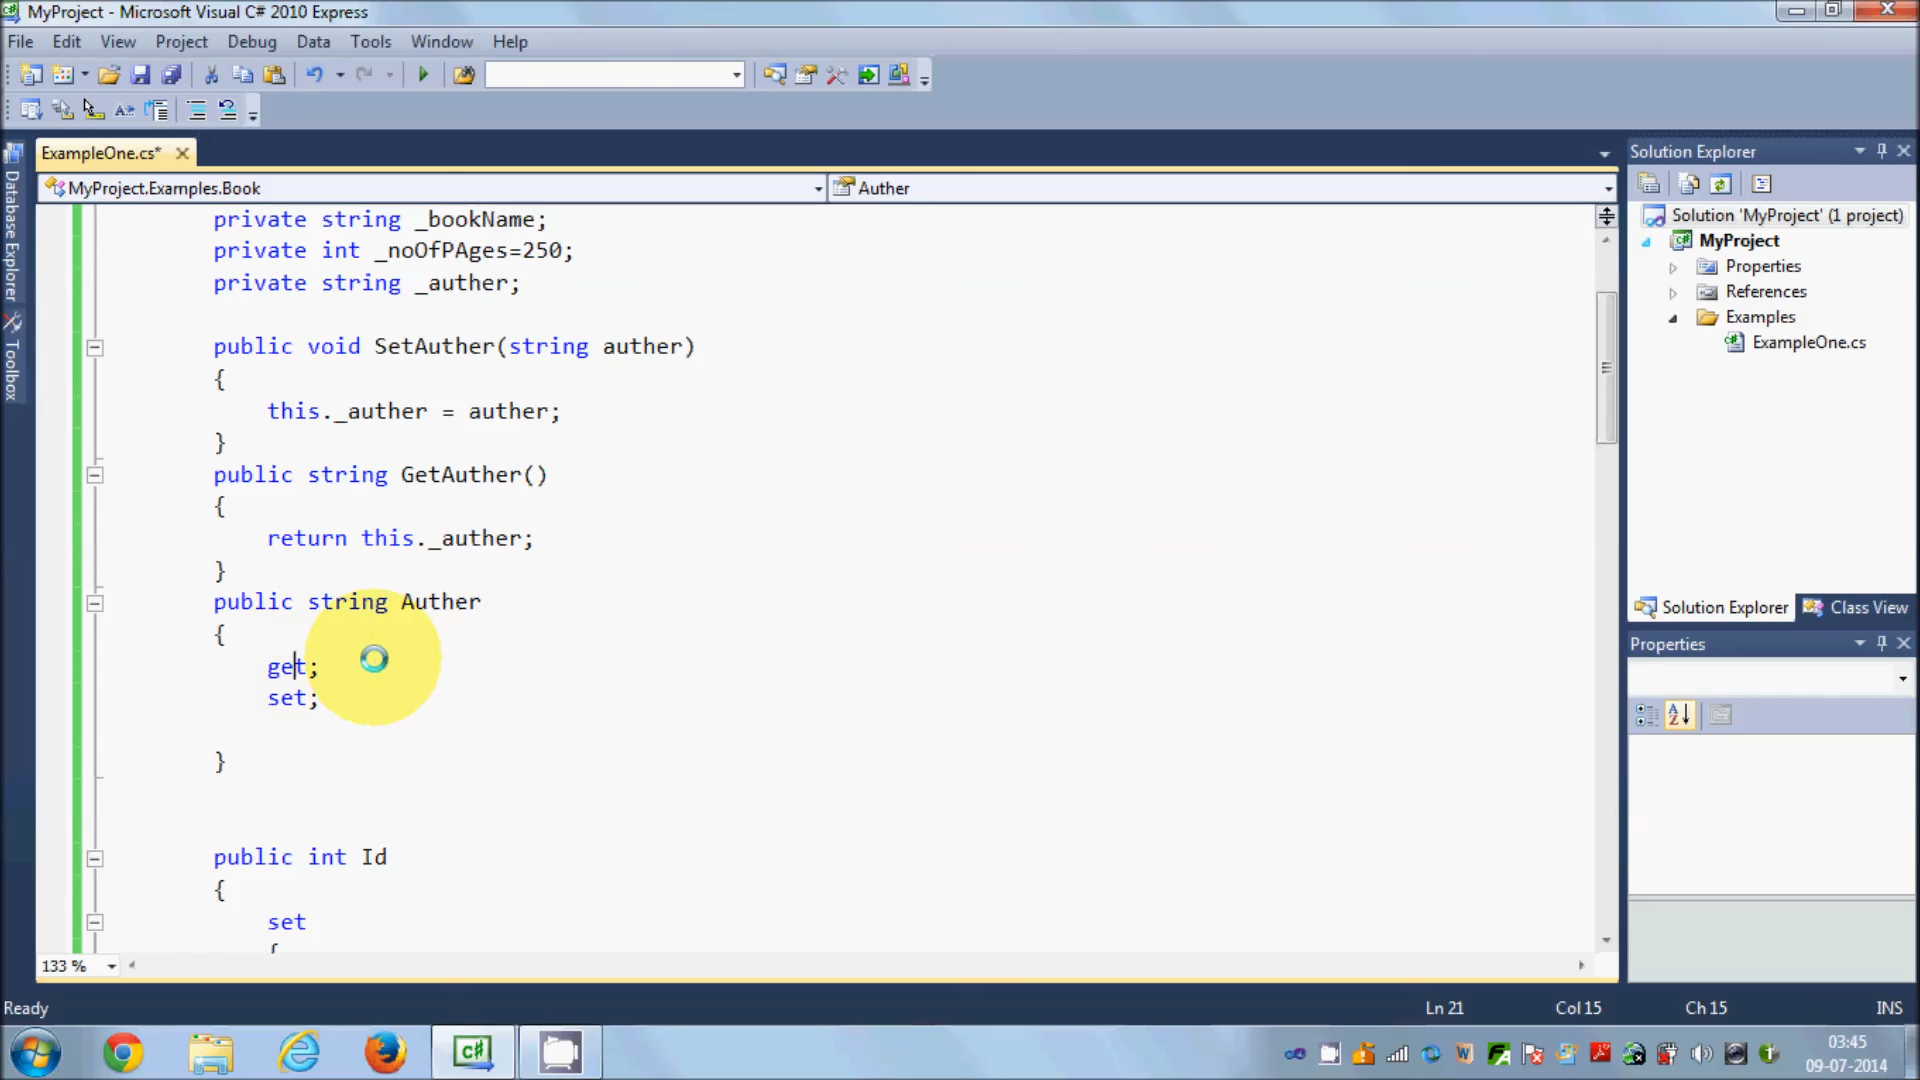 MyProject - Microsoft Visual C# 2010 Express
File Edit View Project Debug Data Tools Window Help
ExampleOne.cs*
MyProject.Examples.Book
Auther
private string _bookName;
private int _noOfPAges=250;
private string _auther;
public void SetAuther(string auther)
{
this._auther = auther;
}
public string GetAuther()
{
return this._auther;
}
public string Auther
{
get;
set;
}
public int Id
{
set
{
133 %
Database Explorer
Toolbox
Solution Explorer
Solution 'MyProject' (1 project)
MyProject
Properties
References
Examples
ExampleOne.cs
Solution Explorer Class View
Properties
Ready
Ln 21 Col 15 Ch 15 INS
03:45
09-07-2014